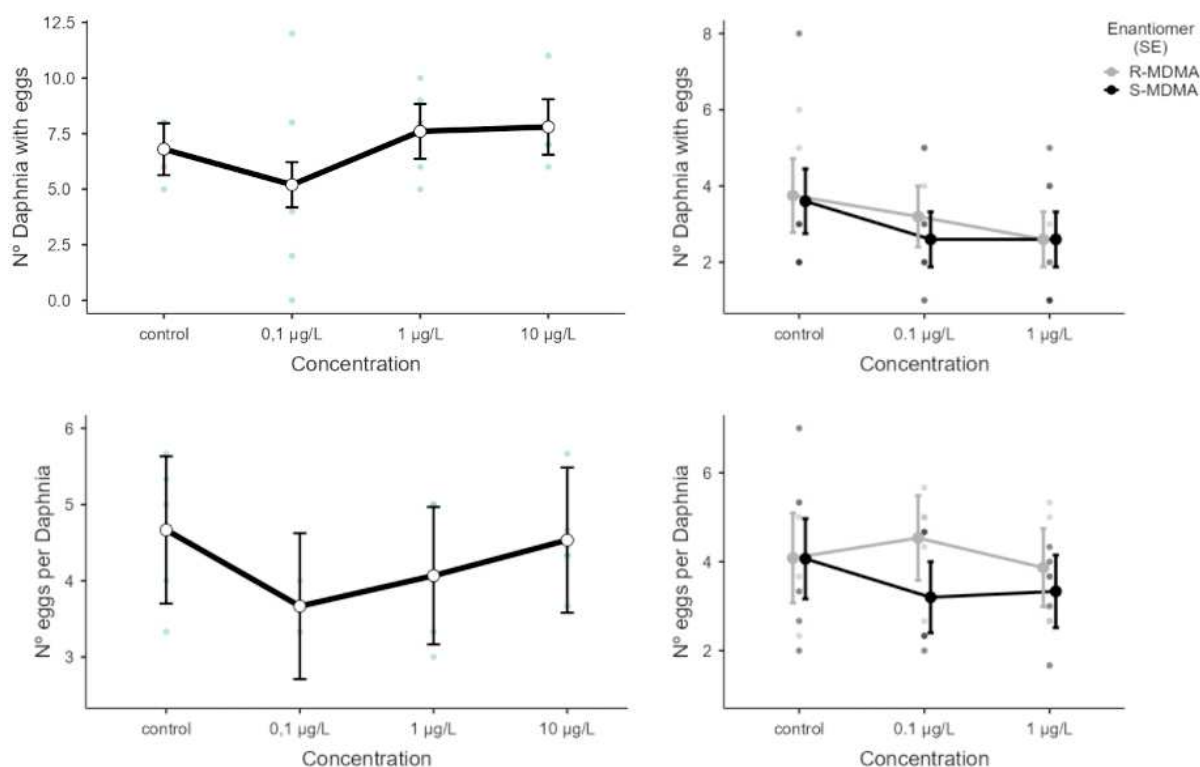 12.5
10.0
7.5
5.0
2.5
0.0
Nº Daphnia with eggs
control
0,1 µg/L
1 µg/L
10 µg/L
Concentration
8
6
4
2
Nº Daphnia with eggs
control
0.1 µg/L
1 µg/L
Concentration
Enantiomer
(SE)
R-MDMA
S-MDMA
6
5
4
3
Nº eggs per Daphnia
control
0,1 µg/L
1 µg/L
10 µg/L
Concentration
6
4
2
Nº eggs per Daphnia
control
0.1 µg/L
1 µg/L
Concentration